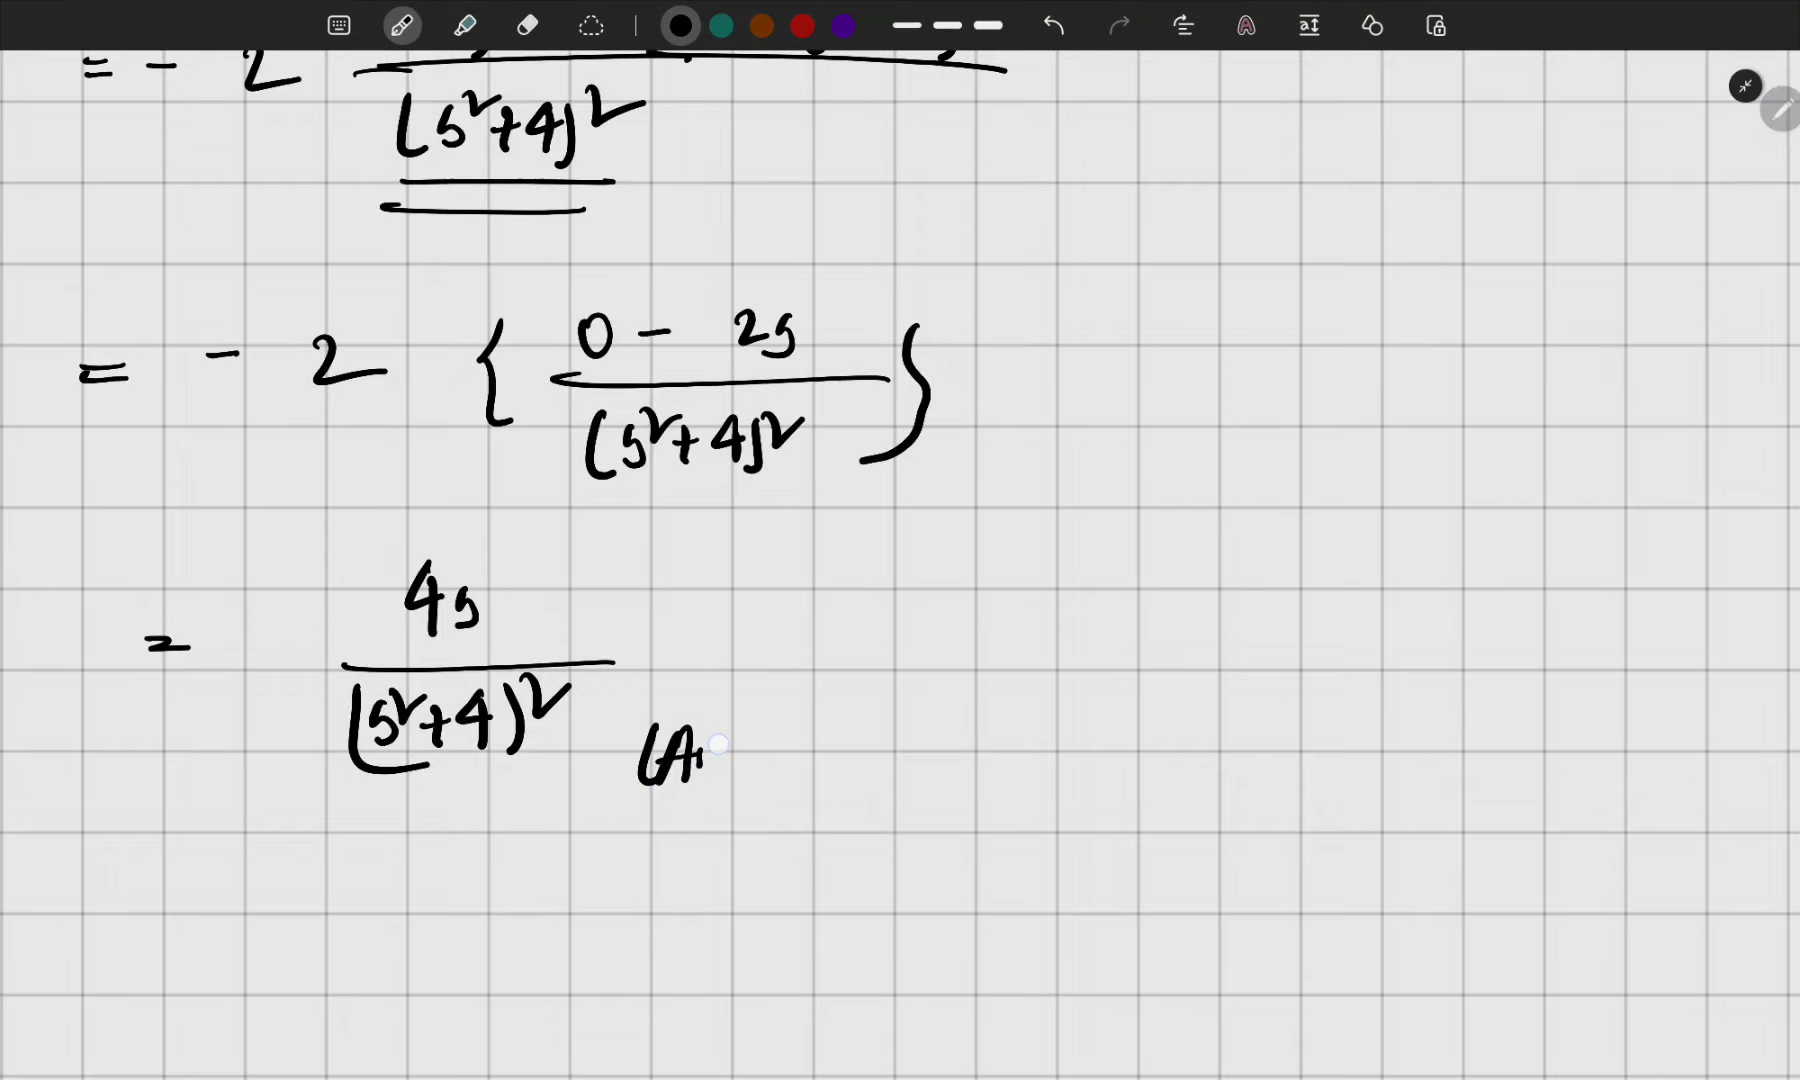 = - 2
(s²+4)²
= - 2 { 0 - 2s / (s²+4)² }
= 4s / (s²+4)²
(A